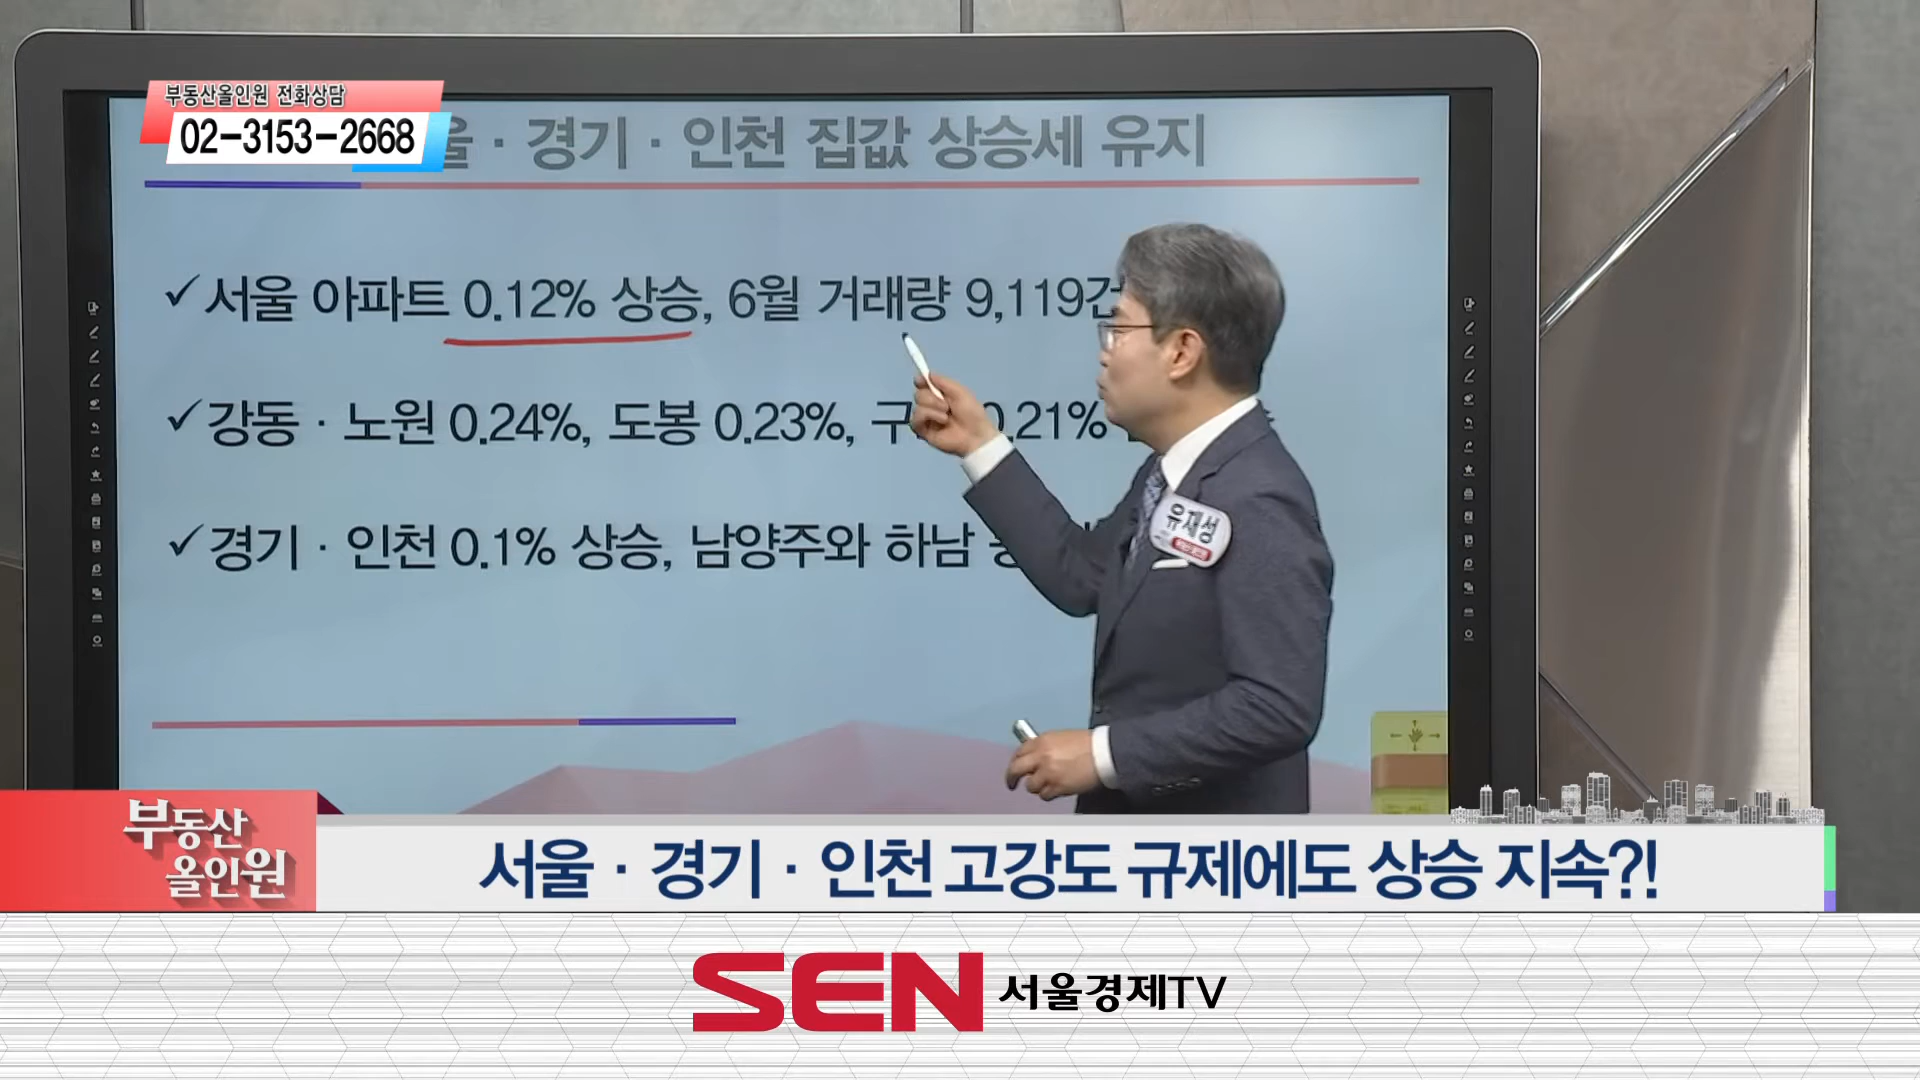 부동산올인원 전화상담
02-3153-2668
울 · 경기 · 인천 집값 상승세 유지
✓서울 아파트 0.12% 상승, 6월 거래량 9,119건
✓강동 · 노원 0.24%, 도봉 0.23%, 구 0.21%
✓경기 · 인천 0.1% 상승, 남양주와 하남
유재성
부동산
올인원
서울 · 경기 · 인천 고강도 규제에도 상승 지속?!
SEN 서울경제TV